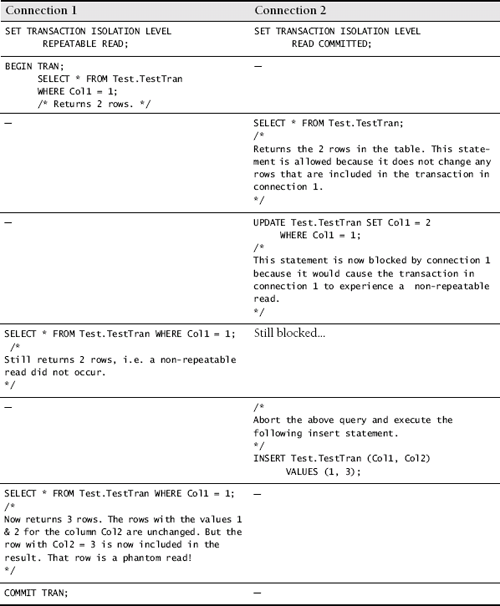 Connection 1 Connection 2
SET TRANSACTION ISOLATION LEVEL
REPEATABLE READ;
SET TRANSACTION ISOLATION LEVEL
READ COMMITTED;
BEGIN TRAN;
SELECT * FROM Test.TestTran
WHERE Col1 = 1;
/* Returns 2 rows. */
—
—
SELECT * FROM Test.TestTran;
/*
Returns the 2 rows in the table. This state-
ment is allowed because it does not change any
rows that are included in the transaction in
connection 1.
*/
—
UPDATE Test.TestTran SET Col1 = 2
WHERE Col1 = 1;
/*
This statement is now blocked by connection 1
because it would cause the transaction in
connection 1 to experience a non-repeatable
read.
*/
SELECT * FROM Test.TestTran WHERE Col1 = 1;
/*
Still returns 2 rows, i.e. a non-repeatable
read did not occur.
*/
Still blocked...
—
/*
Abort the above query and execute the
following insert statement.
*/
INSERT Test.TestTran (Col1, Col2)
VALUES (1, 3);
SELECT * FROM Test.TestTran WHERE Col1 = 1;
/*
Now returns 3 rows. The rows with the values 1
& 2 for the column Col2 are unchanged. But the
row with Col2 = 3 is now included in the
result. That row is a phantom read!
*/
—
COMMIT TRAN;
—